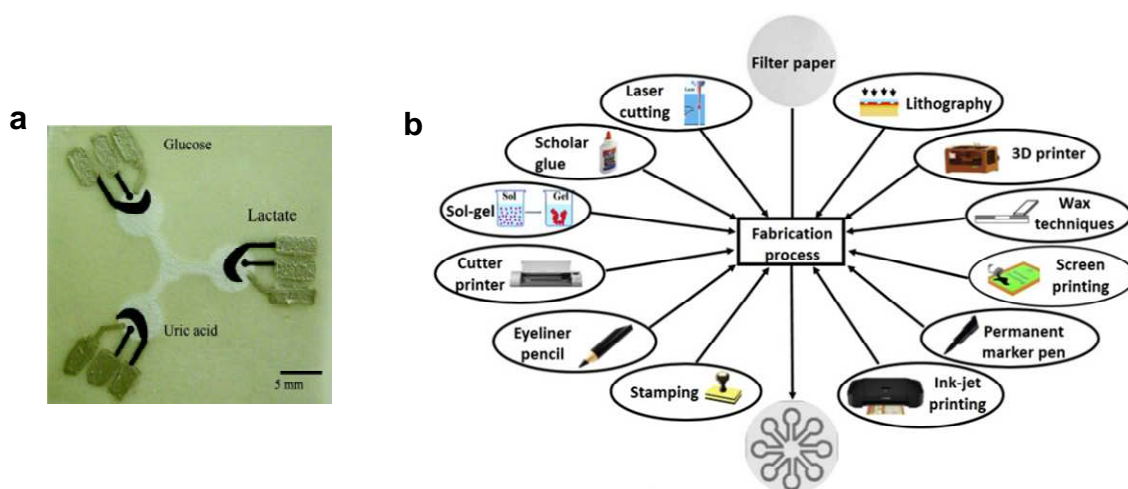 a
Glucose
Lactate
Uric acid
5 mm
b
Filter paper
Laser
cutting
Lithography
Scholar
glue
3D printer
Sol-gel
Sol
Gel
Wax
techniques
Fabrication
process
Cutter
printer
Screen
printing
Eyeliner
pencil
Permanent
marker pen
Stamping
Ink-jet
printing